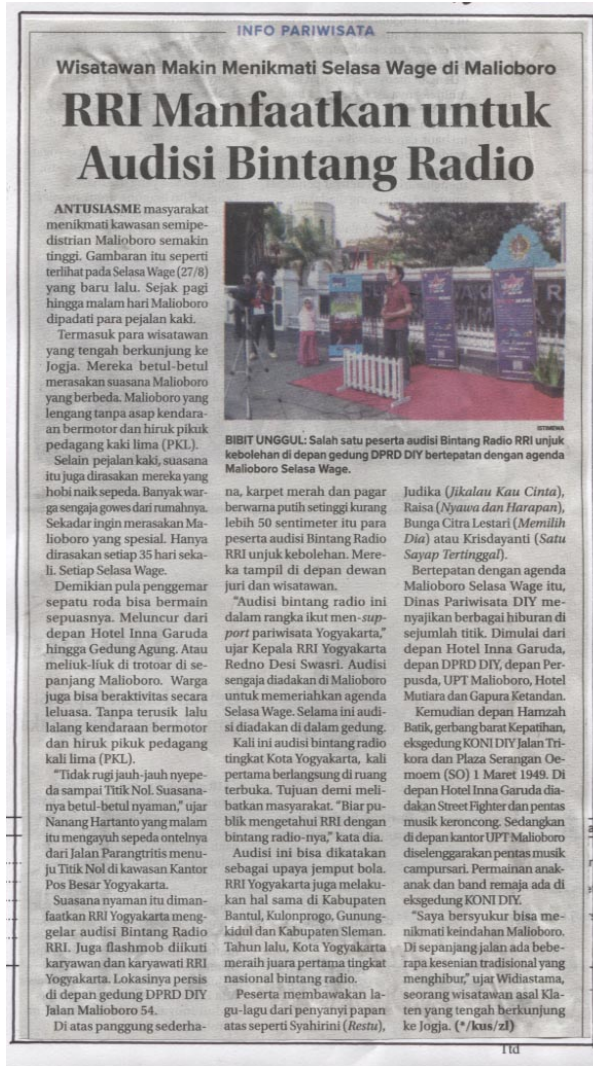 INFO PARIWISATA
Wisatawan Makin Menikmati Selasa Wage di Malioboro
RRI Manfaatkan untuk
Audisi Bintang Radio
ANTUSIASME masyarakat
menikmati kawasan semipe-
distrian Malioboro semakin
tinggi. Gambaran itu seperti
terlihat pada Selasa Wage (27/8)
yang baru lalu. Sejak pagi
hingga malam hari Malioboro
dipadati para pejalan kaki.
Termasuk para wisatawan
yang tengah berkunjung ke
Jogja. Mereka betul-betul
merasakan suasana Malioboro
yang berbeda. Malioboro yang
lengang tanpa asap kendara-
an bermotor dan hiruk pikuk
pedagang kaki lima (PKL).
Selain pejalan kaki, suasana
itu juga dirasakan mereka yang
hobi naik sepeda. Banyak war-
ga sengaja gowes dari rumahnya.
Sekadar ingin merasakan Ma-
lioboro yang spesial. Hanya
dirasakan setiap 35 hari seka-
li. Setiap Selasa Wage.
Demikian pula penggemar
sepatu roda bisa bermain
sepuasnya. Meluncur dari
depan Hotel Inna Garuda
hingga Gedung Agung. Atau
meliuk-liuk di trotoar di se-
panjang Malioboro. Warga
juga bisa beraktivitas secara
leluasa. Tanpa terusik lalu
lalang kendaraan bermotor
dan hiruk pikuk pedagang
kali lima (PKL).
"Tidak rugi jauh-jauh nyepe-
da sampai Titik Nol. Suasana-
nya betul-betul nyaman," ujar
Nanang Hartanto yang malam
itu mengayuh sepeda ontelnya
dari Jalan Parangtritis menu-
ju Titik Nol di kawasan Kantor
Pos Besar Yogyakarta.
Suasana nyaman itu diman-
faatkan RRI Yogyakarta meng-
gelar audisi Bintang Radio
RRI. Juga flashmob diikuti
karyawan dan karyawati RRI
Yogyakarta. Lokasinya persis
di depan gedung DPRD DIY
Jalan Malioboro 54.
Di atas panggung sederha-
ISTIMEWA
BIBIT UNGGUL: Salah satu peserta audisi Bintang Radio RRI unjuk
kebolehan di depan gedung DPRD DIY bertepatan dengan agenda
Malioboro Selasa Wage.
na, karpet merah dan pagar
berwarna putih setinggi kurang
lebih 50 sentimeter itu para
peserta audisi Bintang Radio
RRI unjuk kebolehan. Mere-
ka tampil di depan dewan
juri dan wisatawan.
"Audisi bintang radio ini
dalam rangka ikut men-support
pariwisata Yogyakarta,"
ujar Kepala RRI Yogyakarta
Redno Desi Swasri. Audisi
sengaja diadakan di Malioboro
untuk memeriahkan agenda
Selasa Wage. Selama ini audi-
si diadakan di dalam gedung.
Kali ini audisi bintang radio
tingkat Kota Yogyakarta, kali
pertama berlangsung di ruang
terbuka. Tujuan demi meli-
batkan masyarakat. "Biar pub-
lik mengetahui RRI dengan
bintang radio-nya," kata dia.
Audisi ini bisa dikatakan
sebagai upaya jemput bola.
RRI Yogyakarta juga melaku-
kan hal sama di Kabupaten
Bantul, Kulonprogo, Gunung-
kidul dan Kabupaten Sleman.
Tahun lalu, Kota Yogyakarta
meraih juara pertama tingkat
nasional bintang radio.
Peserta membawakan la-
gu-lagu dari penyanyi papan
atas seperti Syahirini (Restu),
Judika (Jikalau Kau Cinta),
Raisa (Nyawa dan Harapan),
Bunga Citra Lestari (Memilih
Dia) atau Krisdayanti (Satu
Sayap Tertinggal).
Bertepatan dengan agenda
Malioboro Selasa Wage itu,
Dinas Pariwisata DIY me-
nyajikan berbagai hiburan di
sejumlah titik. Dimulai dari
depan Hotel Inna Garuda,
depan DPRD DIY, depan Per-
pusda, UPT Malioboro, Hotel
Mutiara dan Gapura Ketandan.
Kemudian depan Hamzah
Batik, gerbang barat Kepatihan,
eksgedung KONI DIY Jalan Tri-
kora dan Plaza Serangan Oe-
moem (SO) 1 Maret 1949. Di
depan Hotel Inna Garuda dia-
dakan Street Fighter dan pentas
musik keroncong. Sedangkan
di depan kantor UPT Malioboro
diselenggarakan pentas musik
campursari. Permainan anak-
anak dan band remaja ada di
eksgedung KONI DIY.
"Saya bersyukur bisa me-
nikmati keindahan Malioboro.
Di sepanjang jalan ada bebe-
rapa kesenian tradisional yang
menghibur," ujar Widiastama,
seorang wisatawan asal Kla-
ten yang tengah berkunjung
ke Jogja. (*/kus/zl)
Ttd